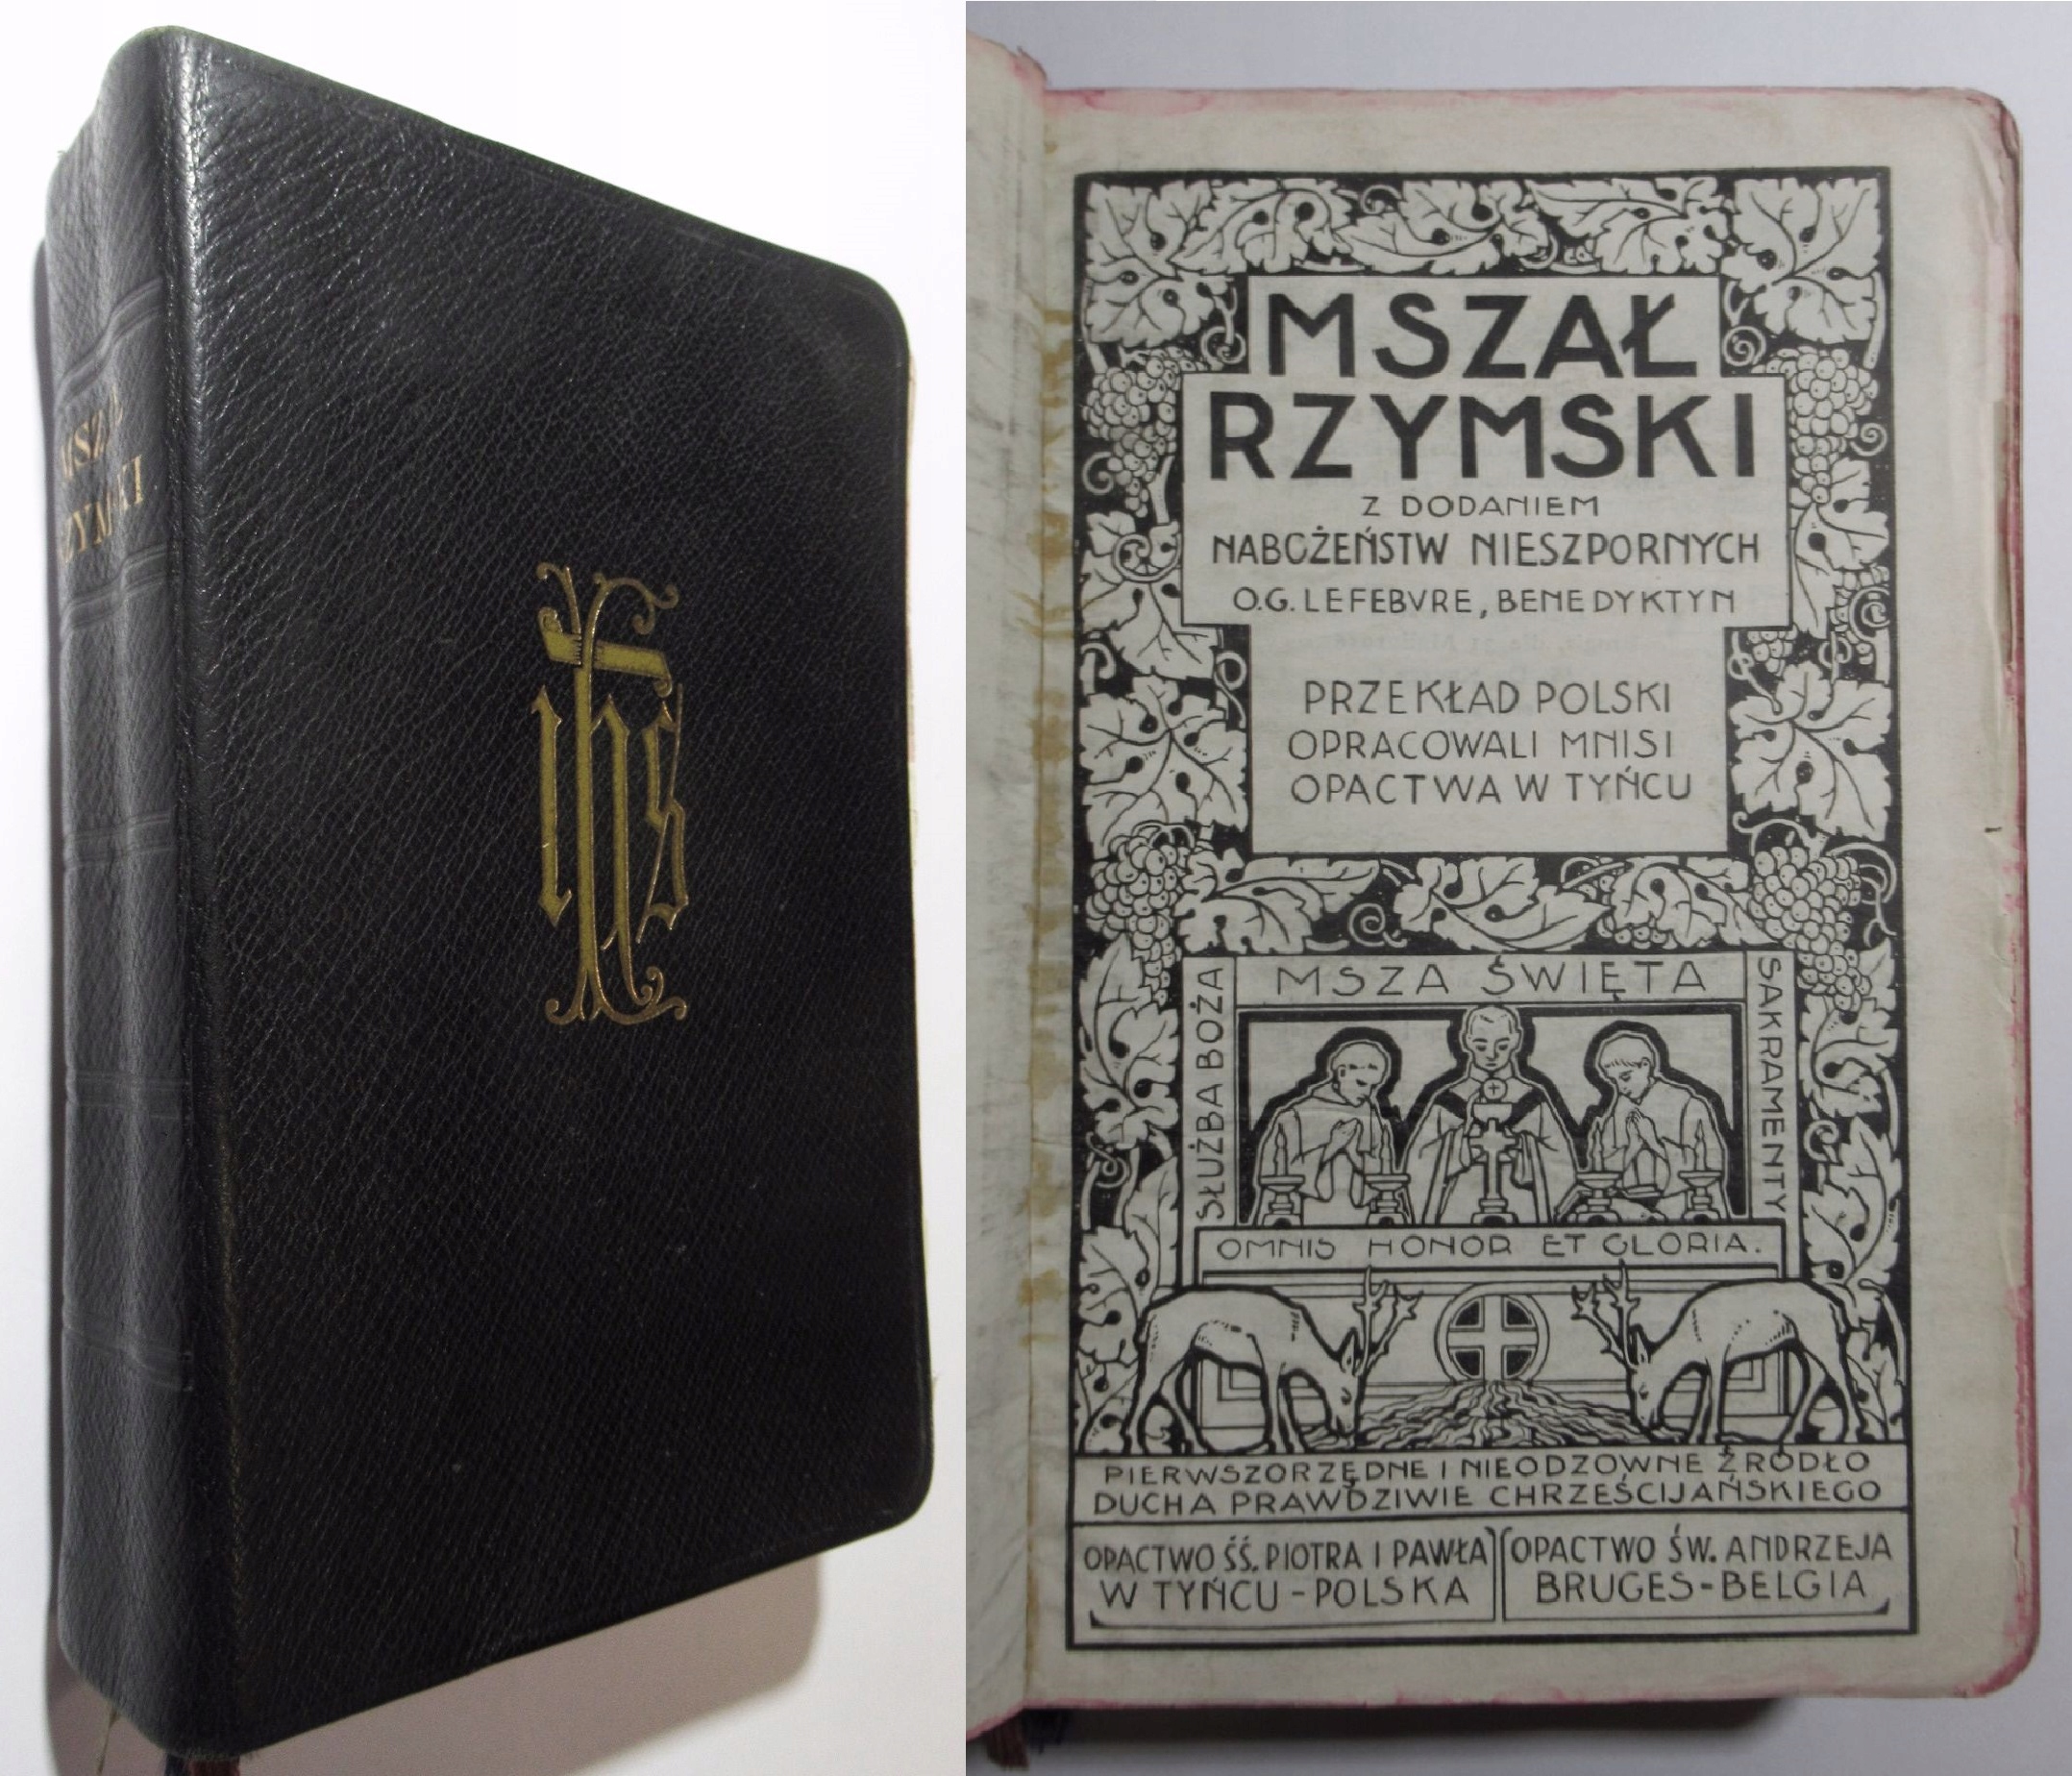 MSZAŁ
RZYMSKI
ihs
MSZAŁ
RZYMSKI
Z DODANIEM
NABOŻEŃSTW NIESZPORNYCH
O.G. LEFEBVRE, BENEDYKTYN
PRZEKŁAD POLSKI
OPRACOWALI MNISI
OPACTWA W TYŃCU
SŁUŻBA BOŻA
MSZA ŚWIĘTA
SAKRAMENTY
OMNIS HONOR ET GLORIA.
PIERWSZORZĘDNE I NIEODZOWNE ŹRÓDŁO
DUCHA PRAWDZIWIE CHRZEŚCIJAŃSKIEGO
OPACTWO ŚŚ. PIOTRA I PAWŁA
W TYŃCU - POLSKA
OPACTWO ŚW. ANDRZEJA
BRUGES - BELGIA